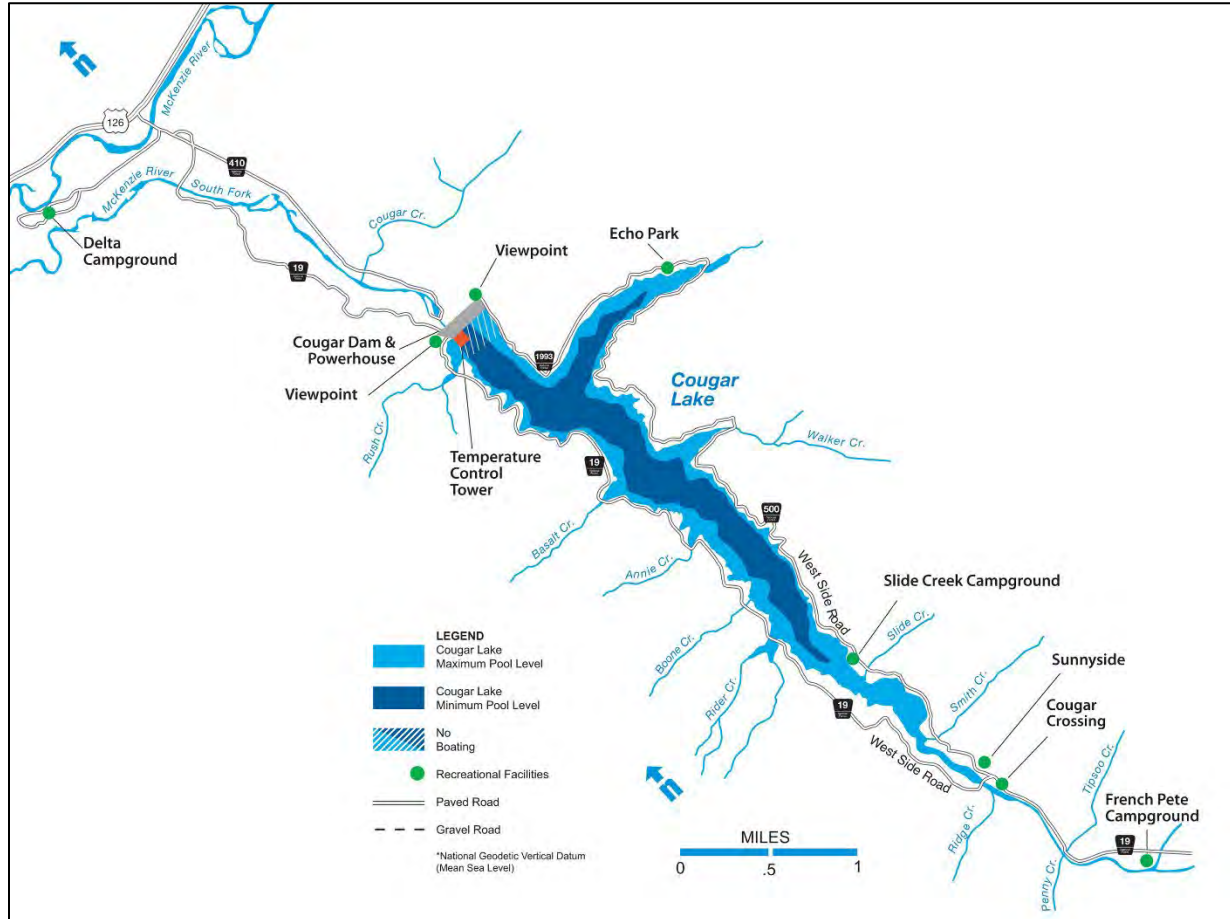 n
McKenzie River
126
McKenzie River
South Fork
410
Cougar Cr.
Delta
Campground
19
Viewpoint
Echo Park
Cougar Dam &
Powerhouse
Viewpoint
1993
Cougar
Lake
Rush Cr.
Temperature
Control
Tower
19
Walker Cr.
Basalt Cr.
500
Annie Cr.
West Side Road
Slide Creek Campground
Slide Cr.
Boone Cr.
Sunnyside
Rider Cr.
Smith Cr.
Cougar
Crossing
19
West Side Road
Tipsoo Cr.
French Pete
Campground
19
Ridge Cr.
Penny Cr.
n
LEGEND
Cougar Lake
Maximum Pool Level
Cougar Lake
Minimum Pool Level
No
Boating
Recreational Facilities
Paved Road
Gravel Road
*National Geodetic Vertical Datum
(Mean Sea Level)
MILES
0 .5 1